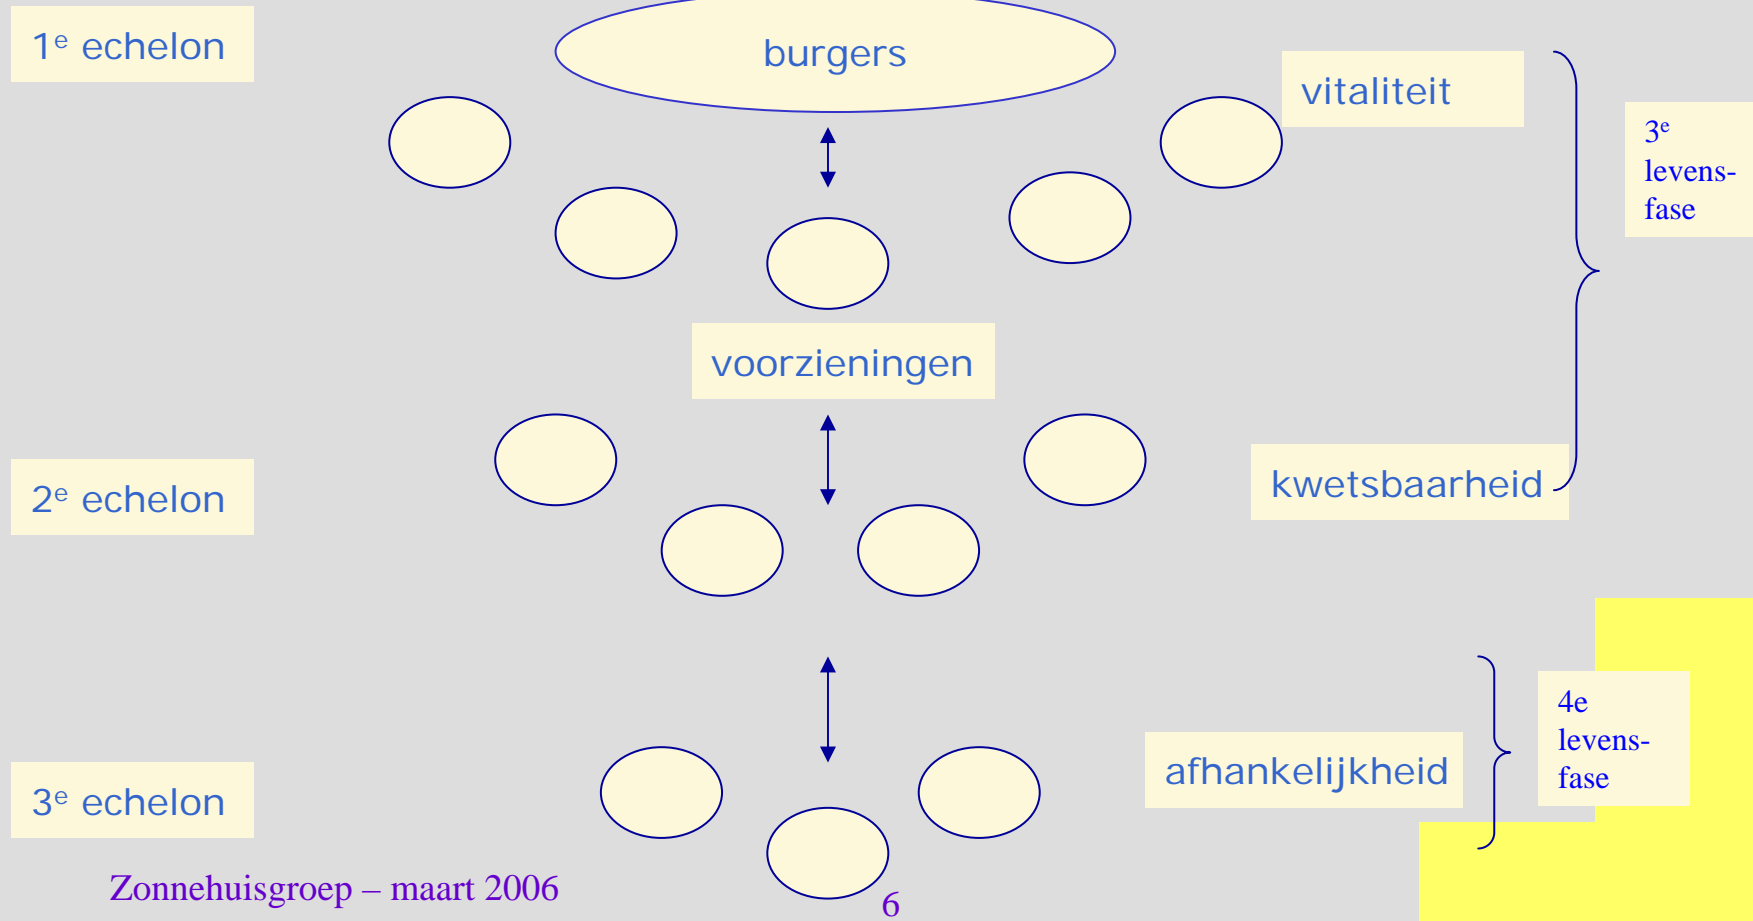 1e echelon
burgers
vitaliteit
3e
levens-
fase
voorzieningen
2e echelon
kwetsbaarheid
4e
levens-
fase
afhankelijkheid
3e echelon
Zonnehuisgroep – maart 2006
6